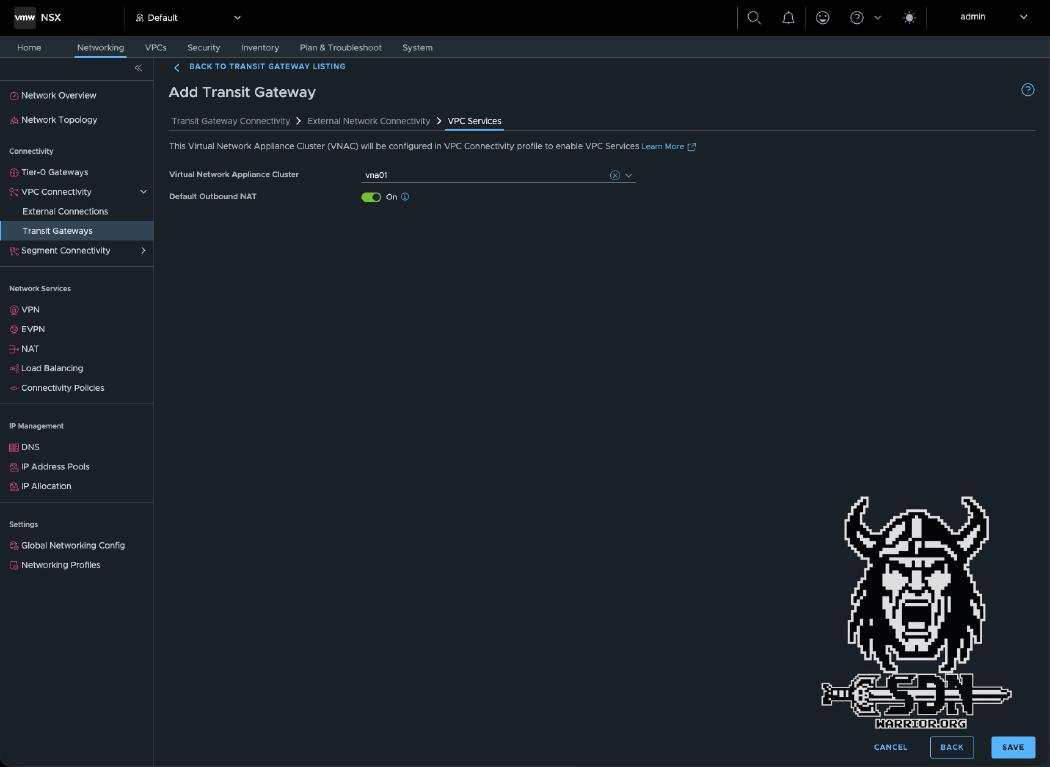 vmw NSX
Default
admin
Home
Networking
VPCs
Security
Inventory
Plan & Troubleshoot
System
BACK TO TRANSIT GATEWAY LISTING
Network Overview
Network Topology
Connectivity
Tier-0 Gateways
VPC Connectivity
External Connections
Transit Gateways
Segment Connectivity
Network Services
VPN
EVPN
NAT
Load Balancing
Connectivity Policies
IP Management
DNS
IP Address Pools
IP Allocation
Settings
Global Networking Config
Networking Profiles
Add Transit Gateway
Transit Gateway Connectivity
External Network Connectivity
VPC Services
This Virtual Network Appliance Cluster (VNAC) will be configured in VPC Connectivity profile to enable VPC Services Learn More
Virtual Network Appliance Cluster
vna01
Default Outbound NAT
On
SDN
WARRIOR.ORG
CANCEL
BACK
SAVE